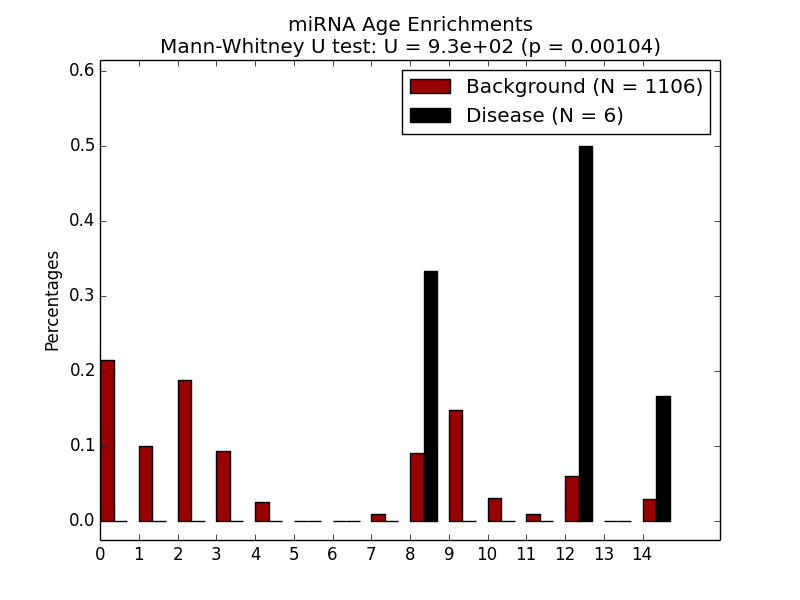 miRNA Age Enrichments
Mann-Whitney U test: U = 9.3e+02 (p = 0.00104)
Background (N = 1106)
Disease (N = 6)
Percentages
0.6
0.5
0.4
0.3
0.2
0.1
0.0
0 1 2 3 4 5 6 7 8 9 10 11 12 13 14